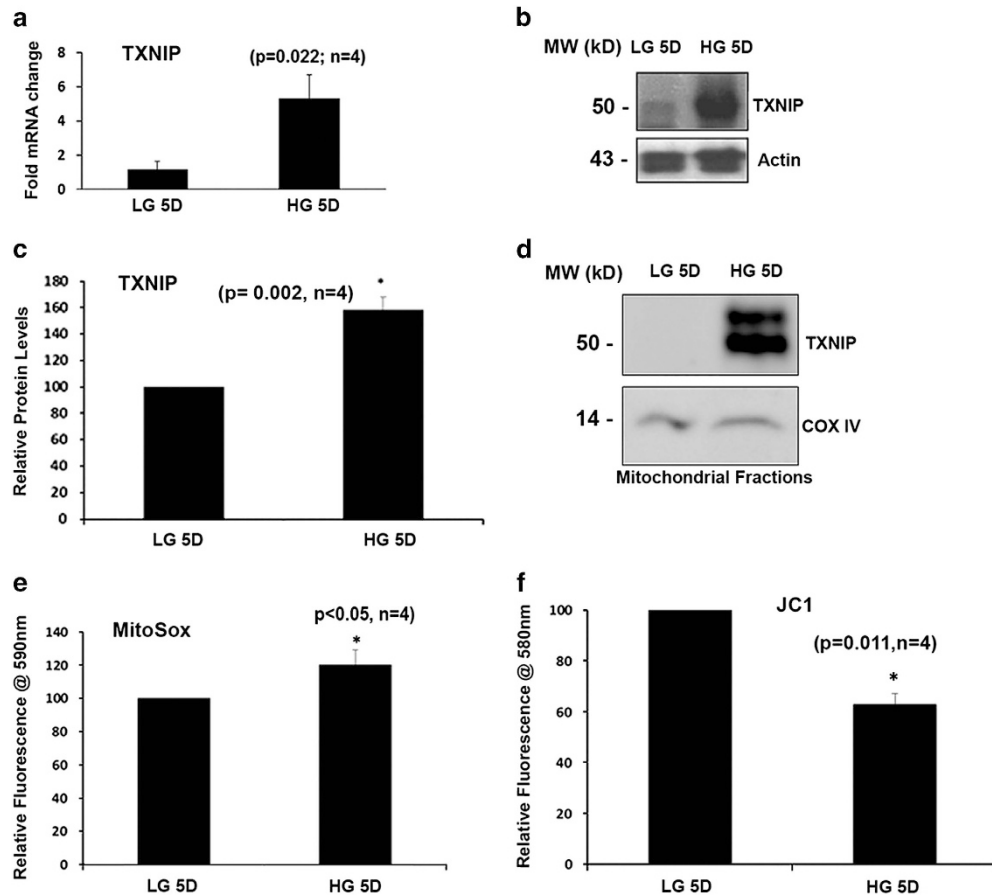 a
TXNIP
(p=0.022; n=4)
Fold mRNA change
8
6
4
2
0
LG 5D
HG 5D
b
MW (kD) LG 5D HG 5D
50 - TXNIP
43 - Actin
c
TXNIP
(p= 0.002, n=4)
*
Relative Protein Levels
180
160
140
120
100
80
60
40
20
0
LG 5D
HG 5D
d
MW (kD) LG 5D HG 5D
50 - TXNIP
14 - COX IV
Mitochondrial Fractions
e
MitoSox
p<0.05, n=4)
*
Relative Fluorescence @ 590nm
140
120
100
80
60
40
20
0
LG 5D
HG 5D
f
JC1
(p=0.011,n=4)
*
Relative Fluorescence @ 580nm
100
80
60
40
20
0
LG 5D
HG 5D